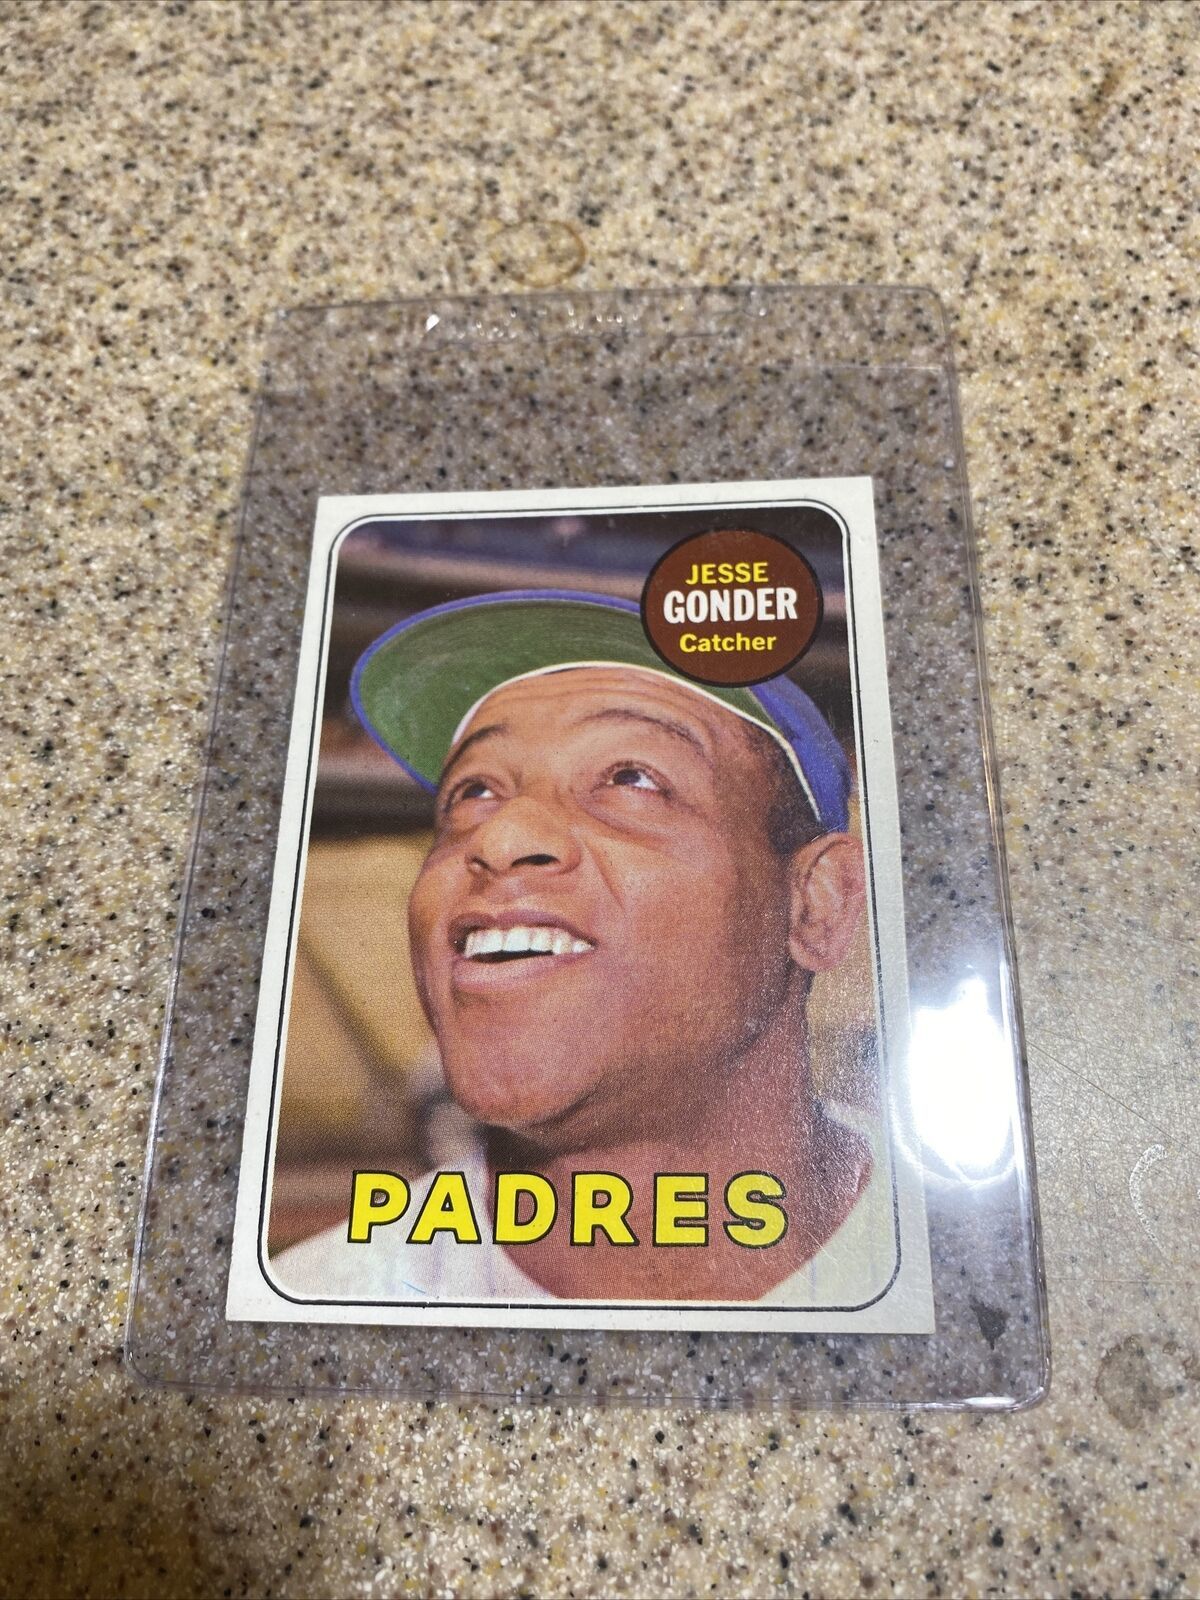 JESSE
GONDER
Catcher
PADRES